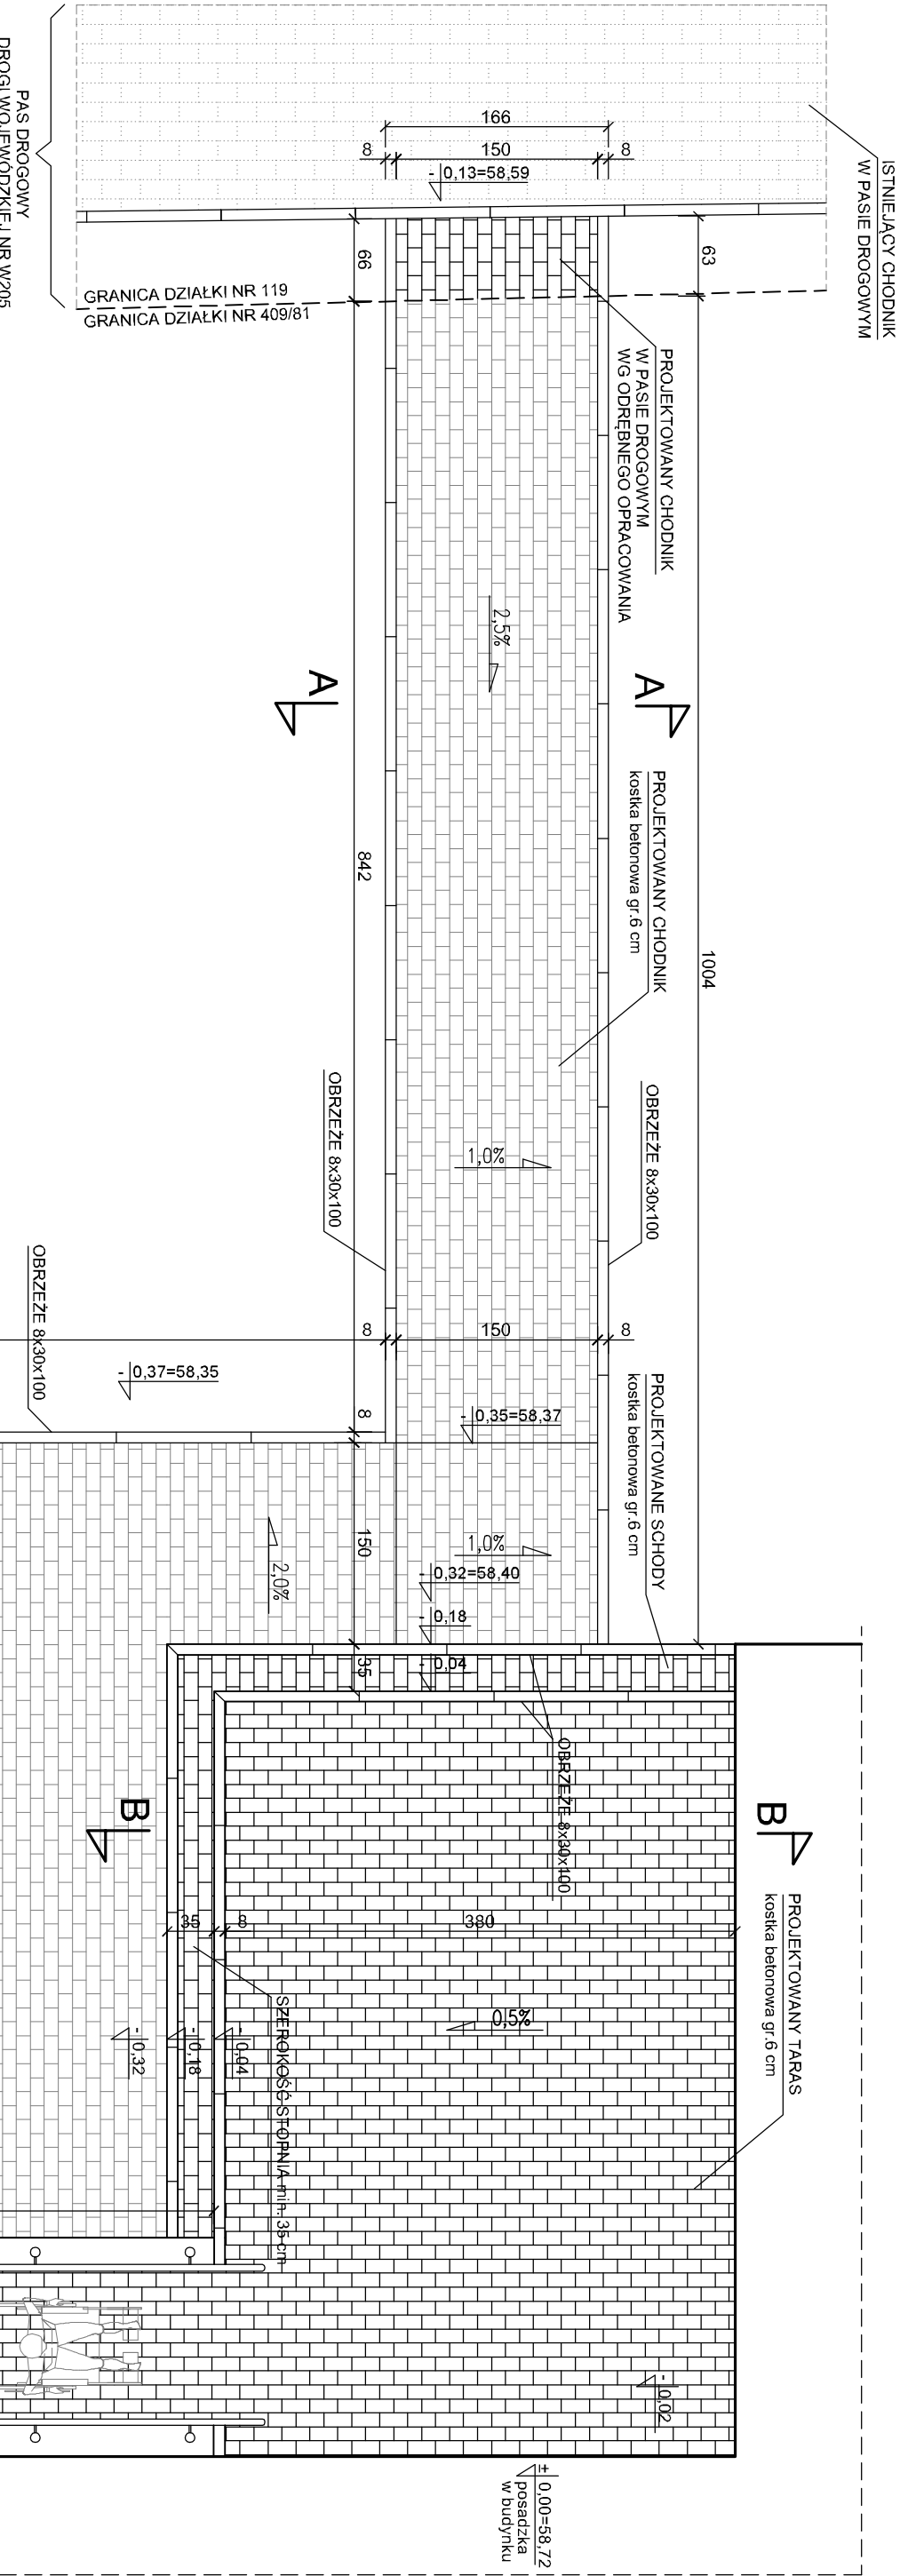 ISTNIEJĄCY CHODNIK
W PASIE DROGOWYM
166
8
150
8
- 0,13=58,59
66
63
GRANICA DZIAŁKI NR 119
GRANICA DZIAŁKI NR 409/81
PAS DROGOWY
DROGI WOJEWÓDZKIEJ NR W205
PROJEKTOWANY CHODNIK
W PASIE DROGOWYM
WG ODRĘBNEGO OPRACOWANIA
2,5%
A
A
PROJEKTOWANY CHODNIK
kostka betonowa gr.6 cm
842
1004
OBRZEŻE 8x30x100
OBRZEŻE 8x30x100
1,0%
OBRZEŻE 8x30x100
8
150
8
- 0,37=58,35
8
- 0,35=58,37
PROJEKTOWANE SCHODY
kostka betonowa gr.6 cm
150
1,0%
2,0%
- 0,32=58,40
- 0,18
- 0,04
35
OBRZEŻE 8x30x100
B
B
PROJEKTOWANY TARAS
kostka betonowa gr.6 cm
35
8
380
0,5%
SZEROKOŚĆ STOPNIA min. 35 cm
- 0,04
- 0,18
- 0,32
- 0,02
± 0,00=58,72
posadzka
w budynku